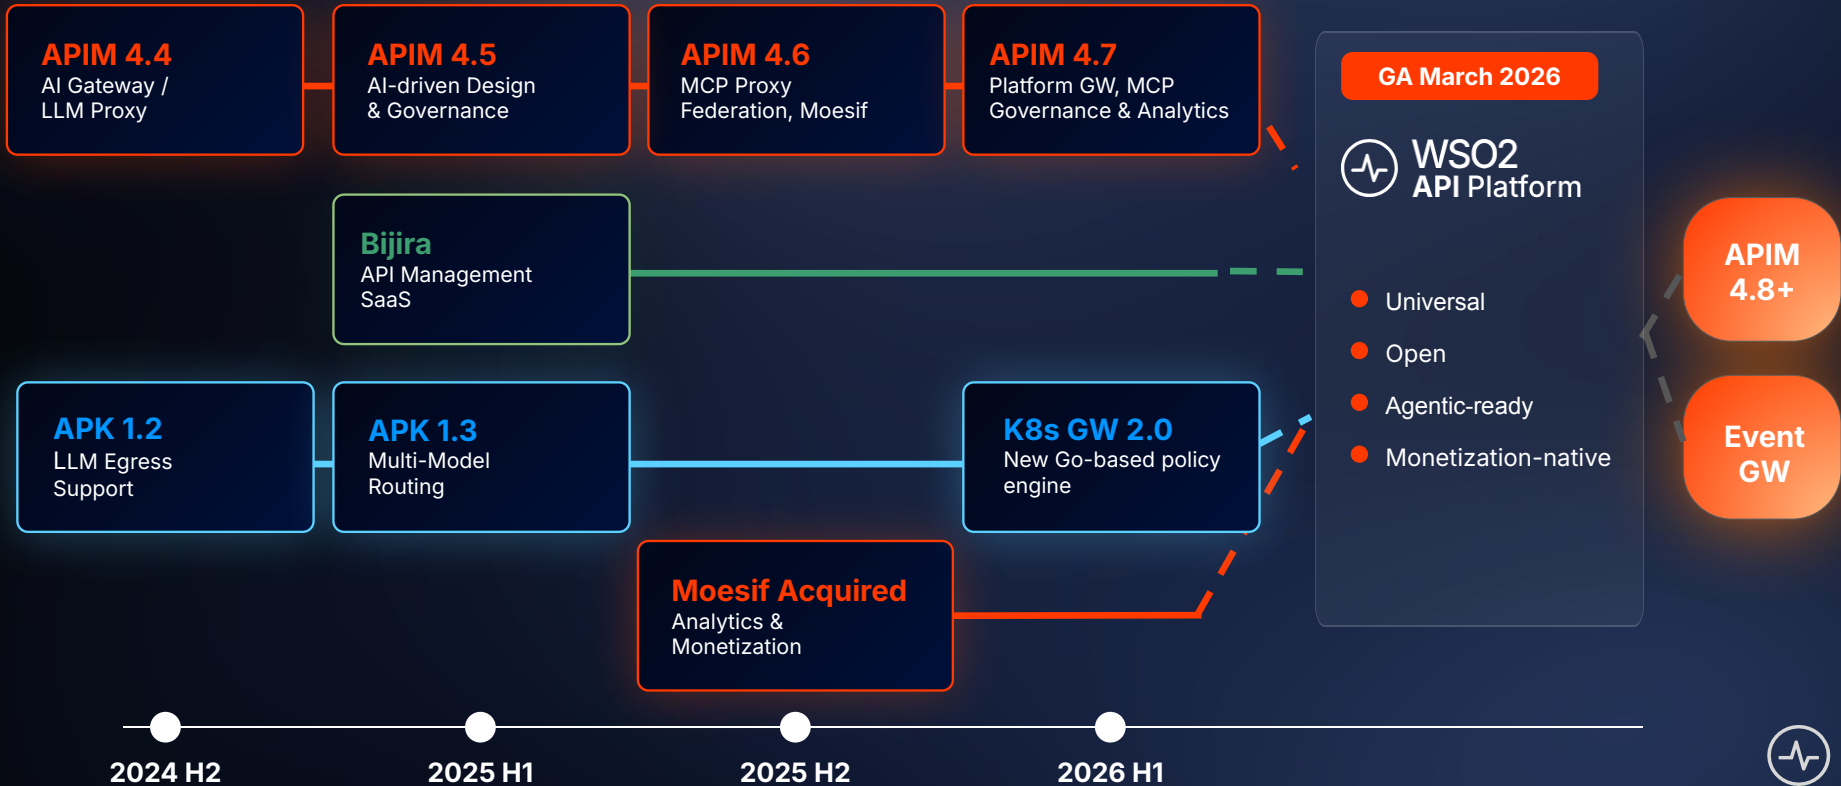 APIM 4.4
AI Gateway /
LLM Proxy
APIM 4.5
AI-driven Design
& Governance
APIM 4.6
MCP Proxy
Federation, Moesif
APIM 4.7
Platform GW, MCP
Governance & Analytics
Bijira
API Management
SaaS
APK 1.2
LLM Egress
Support
APK 1.3
Multi-Model
Routing
K8s GW 2.0
New Go-based policy
engine
Moesif Acquired
Analytics &
Monetization
GA March 2026
WSO2
API Platform
Universal
Open
Agentic-ready
Monetization-native
APIM
4.8+
Event
GW
2024 H2
2025 H1
2025 H2
2026 H1